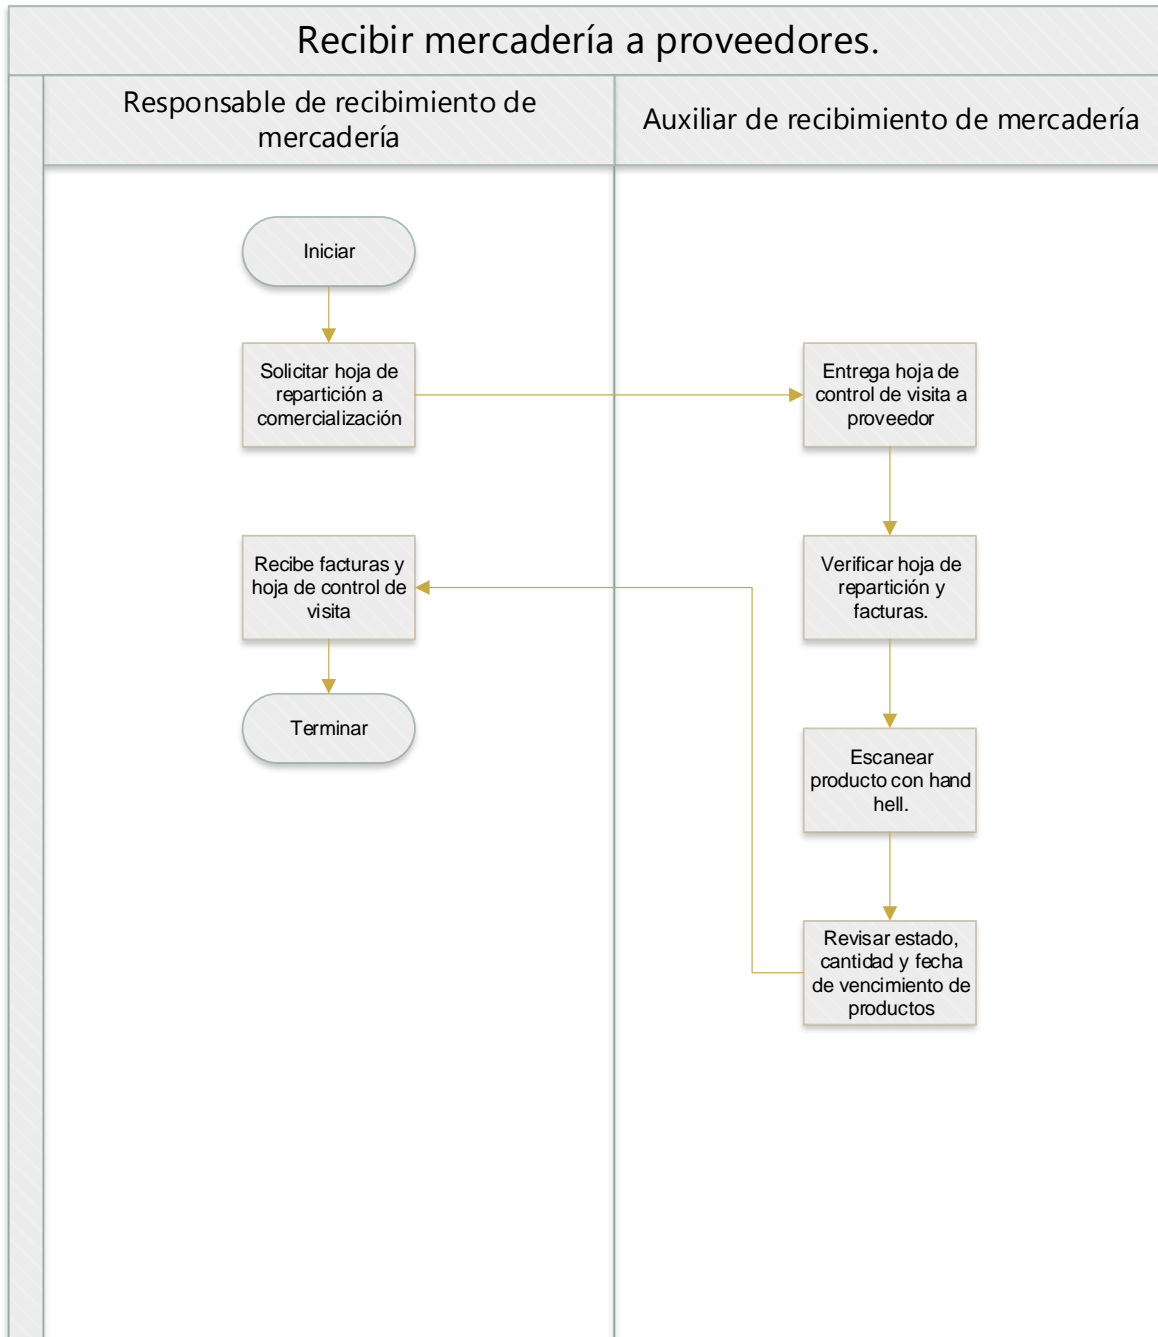 Recibir mercadería a proveedores.
Responsable de recibimiento de
mercadería
Auxiliar de recibimiento de mercadería
Iniciar
Solicitar hoja de
repartición a
comercialización
Entrega hoja de
control de visita a
proveedor
Verificar hoja de
repartición y
facturas.
Escanear
producto con hand
hell.
Revisar estado,
cantidad y fecha
de vencimiento de
productos
Recibe facturas y
hoja de control de
visita
Terminar